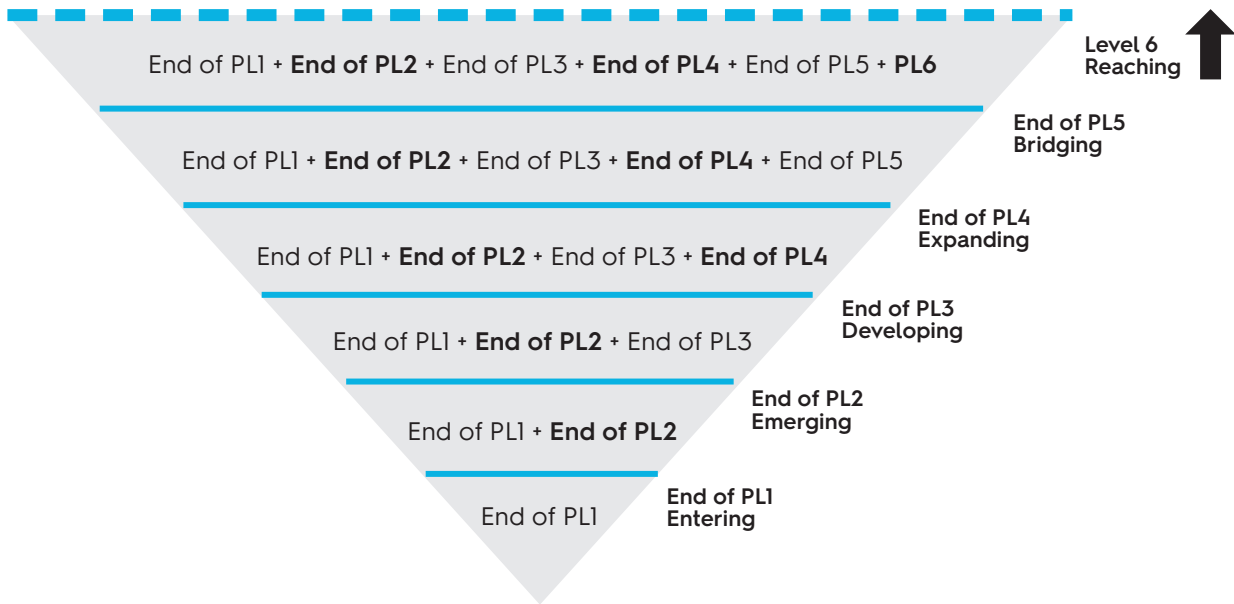 Level 6
Reaching
End of PL1 + End of PL2 + End of PL3 + End of PL4 + End of PL5 + PL6
End of PL5
Bridging
End of PL1 + End of PL2 + End of PL3 + End of PL4 + End of PL5
End of PL4
Expanding
End of PL1 + End of PL2 + End of PL3 + End of PL4
End of PL3
Developing
End of PL1 + End of PL2 + End of PL3
End of PL2
Emerging
End of PL1 + End of PL2
End of PL1
Entering
End of PL1